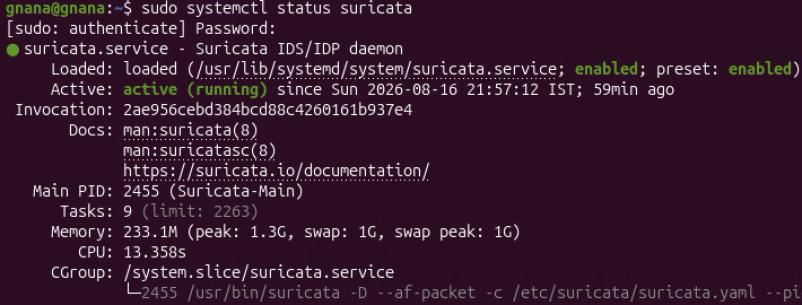 gnana@gnana:~$ sudo systemctl status suricata
[sudo: authenticate] Password:
● suricata.service - Suricata IDS/IDP daemon
Loaded: loaded (/usr/lib/systemd/system/suricata.service; enabled; preset: enabled)
Active: active (running) since Sun 2026-08-16 21:57:12 IST; 59min ago
Invocation: 2ae956cebd384bcd88c4260161b937e4
Docs: man:suricata(8)
man:suricatasc(8)
https://suricata.io/documentation/
Main PID: 2455 (Suricata-Main)
Tasks: 9 (limit: 2263)
Memory: 233.1M (peak: 1.3G, swap: 1G, swap peak: 1G)
CPU: 13.358s
CGroup: /system.slice/suricata.service
└─2455 /usr/bin/suricata -D --af-packet -c /etc/suricata/suricata.yaml --pi